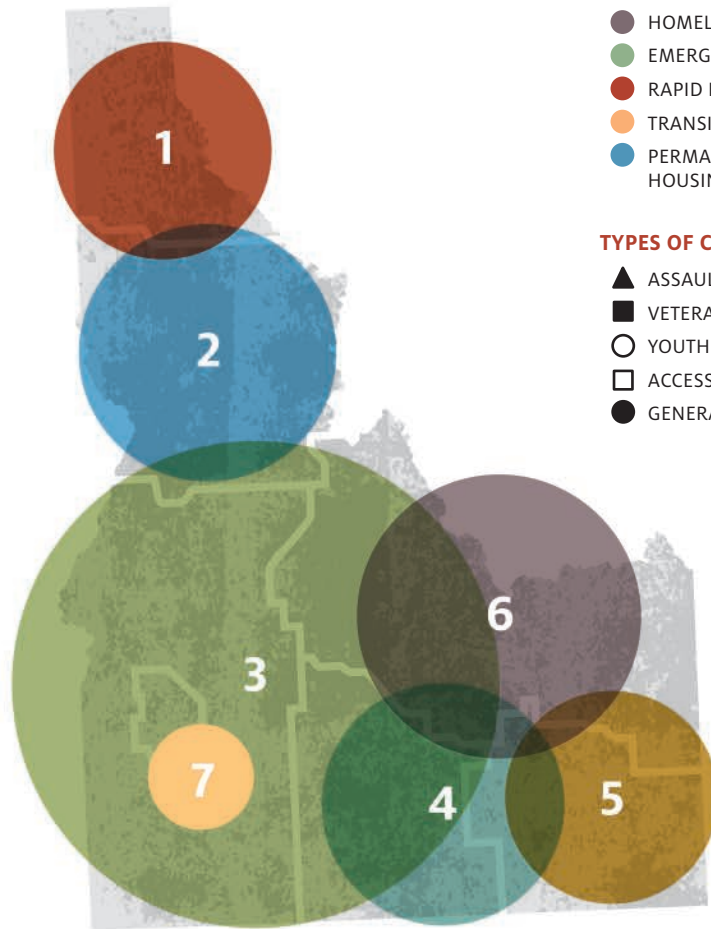 HOMEL
EMERG
RAPID
TRANSI
PERMA
HOUSIN
TYPES OF C
ASSAUL
VETERA
YOUTH
ACCESS
GENERA
1
2
3
4
5
6
7